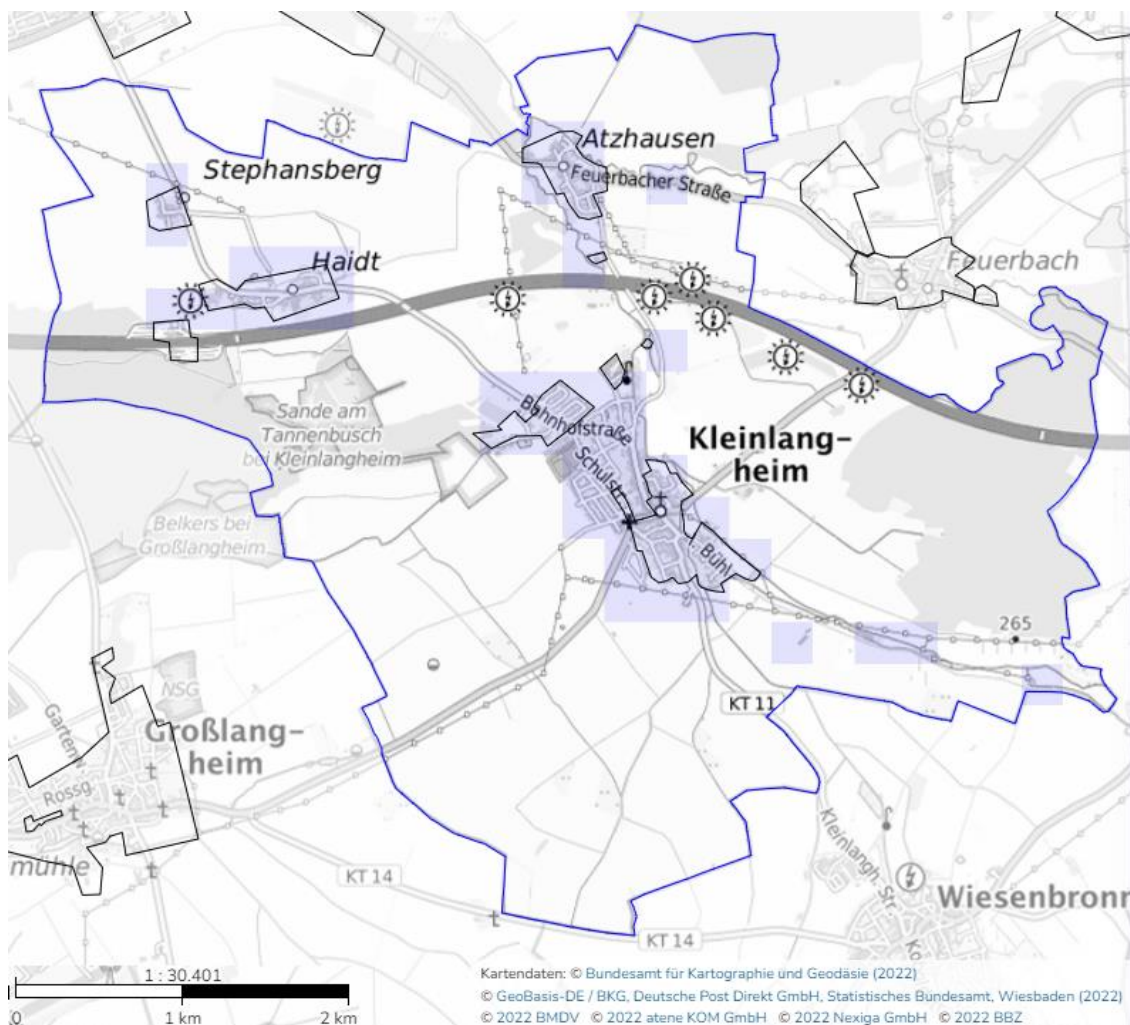 Atzhausen
Stephansberg
Feuerbacher Straße
Haidt
Feuerbach
Sande am
Tannenbusch
bei Kleinlangheim
Bahnhofstraße
Kleinlang-
heim
Schulstr.
Belkers bei
Großlangheim
Bühl
265
NSG
KT 11
Großlang-
heim
Rossg.
Kleinlangh. Str.
mühle
KT 14
Wiesenbronn
KT 14
1 : 30.401
0
1 km
2 km
Kartendaten: © Bundesamt für Kartographie und Geodäsie (2022)
© GeoBasis-DE / BKG, Deutsche Post Direkt GmbH, Statistisches Bundesamt, Wiesbaden (2022)
© 2022 BMDV © 2022 atene KOM GmbH © 2022 Nexiga GmbH © 2022 BBZ